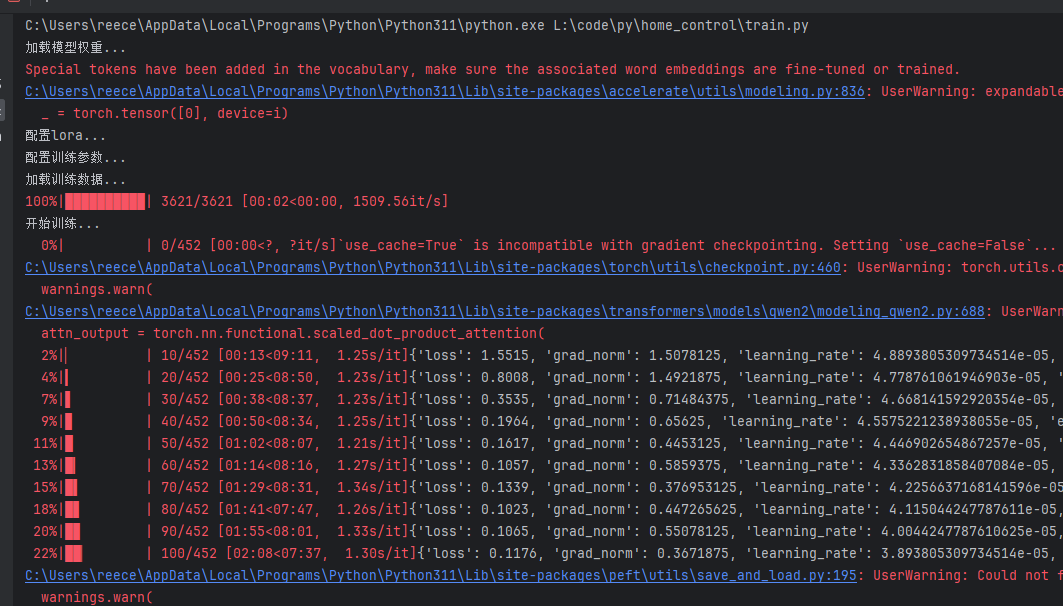 C:\Users\reece\AppData\Local\Programs\Python\Python311\python.exe L:\code\py\home_control\train.py
加载模型权重...
Special tokens have been added in the vocabulary, make sure the associated word embeddings are fine-tuned or trained.
C:\Users\reece\AppData\Local\Programs\Python\Python311\Lib\site-packages\accelerate\utils\modeling.py:836: UserWarning: expandable
_ = torch.tensor([0], device=i)
配置lora...
配置训练参数...
加载训练数据...
100%|██████████| 3621/3621 [00:02<00:00, 1509.56it/s]
开始训练...
0%| | 0/452 [00:00<?, ?it/s]`use_cache=True` is incompatible with gradient checkpointing. Setting `use_cache=False`...
C:\Users\reece\AppData\Local\Programs\Python\Python311\Lib\site-packages\torch\utils\checkpoint.py:460: UserWarning: torch.utils.c
warnings.warn(
C:\Users\reece\AppData\Local\Programs\Python\Python311\Lib\site-packages\transformers\models\qwen2\modeling_qwen2.py:688: UserWarn
attn_output = torch.nn.functional.scaled_dot_product_attention(
2%|▏ | 10/452 [00:13<09:11, 1.25s/it]{'loss': 1.5515, 'grad_norm': 1.5078125, 'learning_rate': 4.88938053097345​14e-05,
4%|▍ | 20/452 [00:25<08:50, 1.23s/it]{'loss': 0.8008, 'grad_norm': 1.4921875, 'learning_rate': 4.778761061946903e-05, '
7%|▋ | 30/452 [00:38<08:37, 1.23s/it]{'loss': 0.3535, 'grad_norm': 0.71484375, 'learning_rate': 4.668141592920354e-05,
9%|▉ | 40/452 [00:50<08:34, 1.25s/it]{'loss': 0.1964, 'grad_norm': 0.65625, 'learning_rate': 4.5575221238938055e-05, 'e
11%|█ | 50/452 [01:02<08:07, 1.21s/it]{'loss': 0.1617, 'grad_norm': 0.4453125, 'learning_rate': 4.446902654867257e-05, '
13%|█▎ | 60/452 [01:14<08:16, 1.27s/it]{'loss': 0.1057, 'grad_norm': 0.5859375, 'learning_rate': 4.3362831858407084e-05,
15%|█▌ | 70/452 [01:29<08:31, 1.34s/it]{'loss': 0.1339, 'grad_norm': 0.376953125, 'learning_rate': 4.2256637168141596e-05
18%|█▊ | 80/452 [01:41<07:47, 1.26s/it]{'loss': 0.1023, 'grad_norm': 0.447265625, 'learning_rate': 4.115044247787611e-05,
20%|█▉ | 90/452 [01:55<08:01, 1.33s/it]{'loss': 0.1065, 'grad_norm': 0.55078125, 'learning_rate': 4.0044247787610625e-05,
22%|██▏ | 100/452 [02:08<07:37, 1.30s/it]{'loss': 0.1176, 'grad_norm': 0.3671875, 'learning_rate': 3.893805309734514e-05,
C:\Users\reece\AppData\Local\Programs\Python\Python311\Lib\site-packages\peft\utils\save_and_load.py:195: UserWarning: Could not f
warnings.warn(